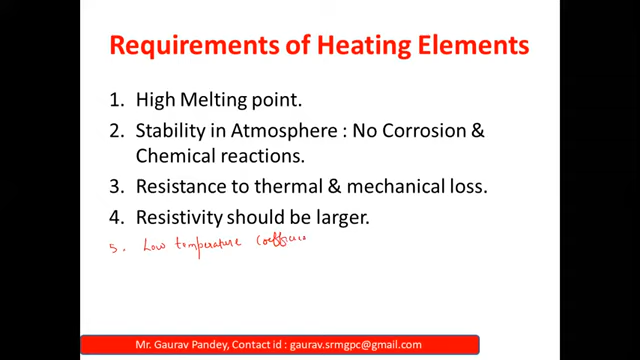 Requirements of Heating Elements
1. High Melting point.
2. Stability in Atmosphere : No Corrosion &
Chemical reactions.
3. Resistance to thermal & mechanical loss.
4. Resistivity should be larger.
5. Low temperature
Mr. Gaurav Pandey, Contact id : gaurav.srmgpc@gmail.com